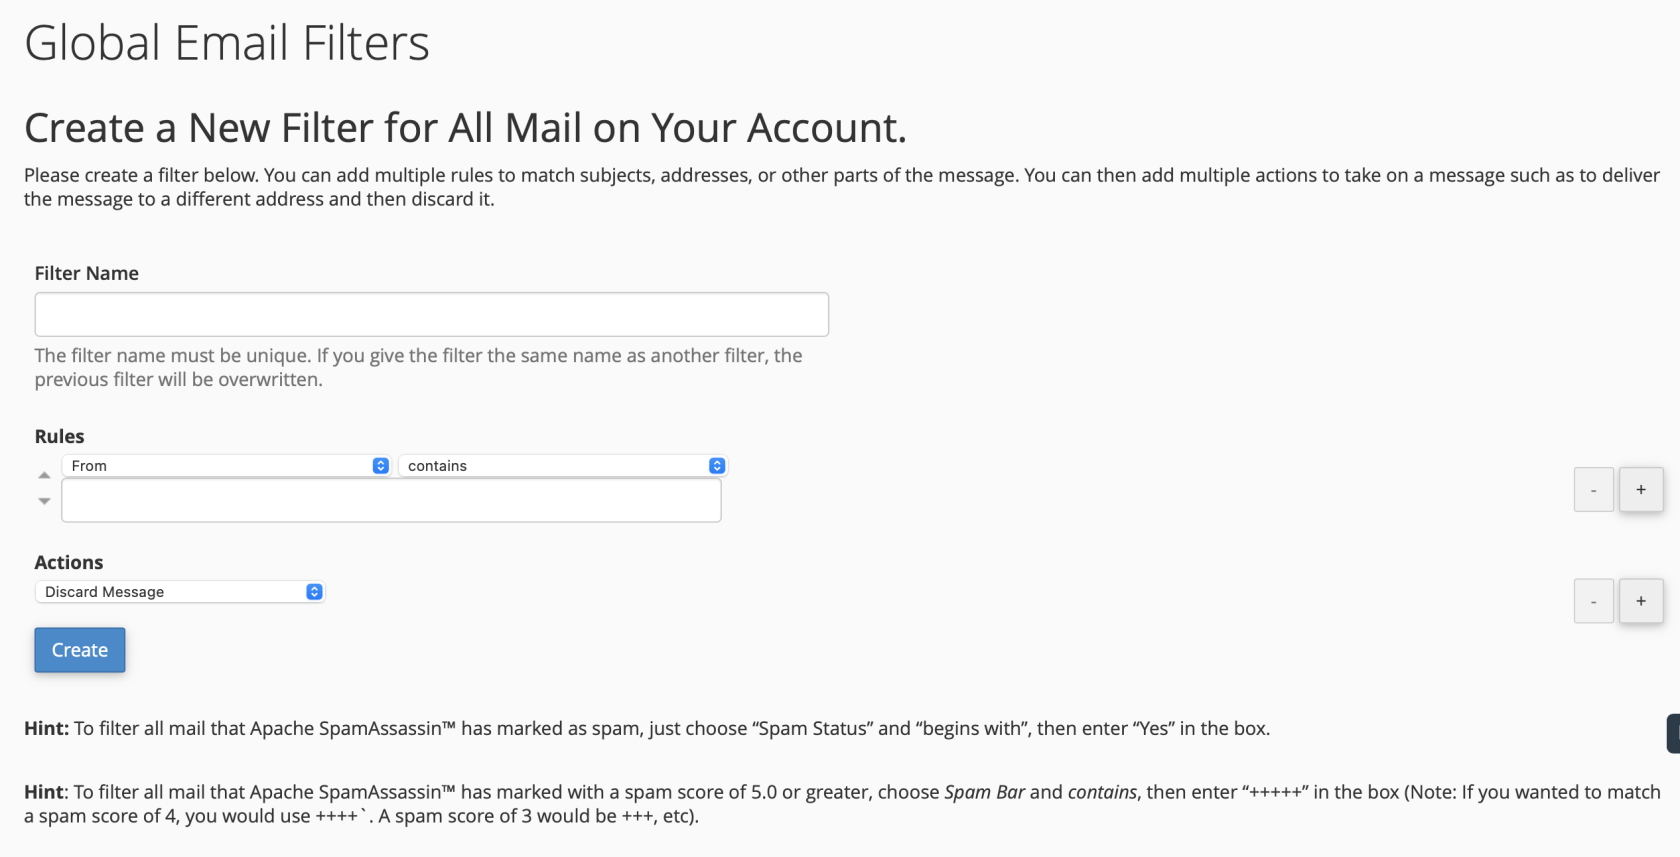 Global Email Filters
Create a New Filter for All Mail on Your Account.
Please create a filter below. You can add multiple rules to match subjects, addresses, or other parts of the message. You can then add multiple actions to take on a message such as to deliver
the message to a different address and then discard it.
Filter Name
The filter name must be unique. If you give the filter the same name as another filter, the
previous filter will be overwritten.
Rules
From contains
- +
Actions
Discard Message
- +
Create
Hint: To filter all mail that Apache SpamAssassin™ has marked as spam, just choose “Spam Status” and “begins with”, then enter “Yes” in the box.
Hint: To filter all mail that Apache SpamAssassin™ has marked with a spam score of 5.0 or greater, choose Spam Bar and contains, then enter “+++++” in the box (Note: If you wanted to match
a spam score of 4, you would use ++++`. A spam score of 3 would be +++, etc).